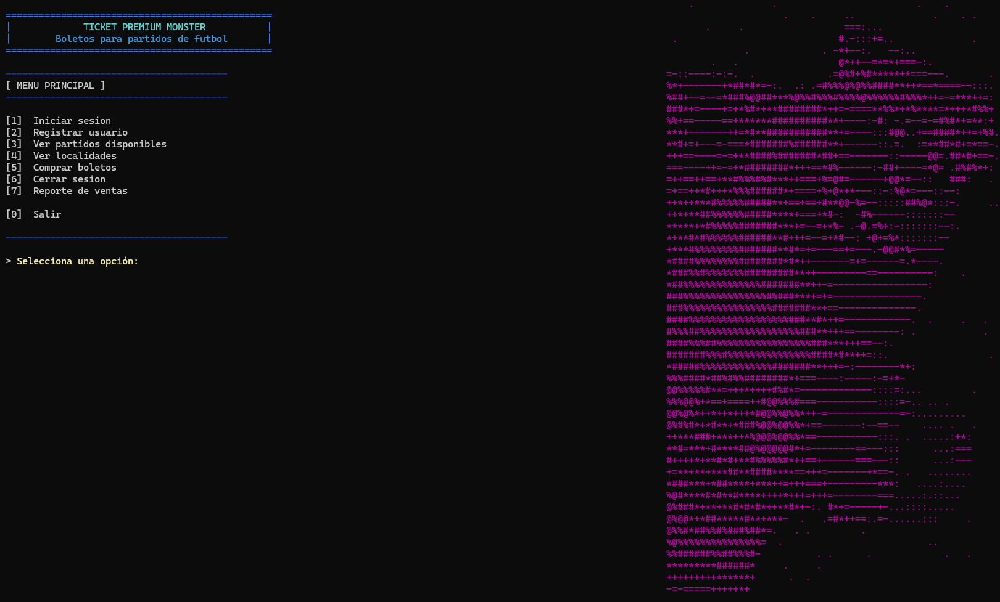 TICKET PREMIUM MONSTER
Boletos para partidos de futbol
[ MENU PRINCIPAL ]
[1] Iniciar sesion
[2] Registrar usuario
[3] Ver partidos disponibles
[4] Ver localidades
[5] Comprar boletos
[6] Cerrar sesion
[7] Reporte de ventas
[0] Salir
> Selecciona una opción: